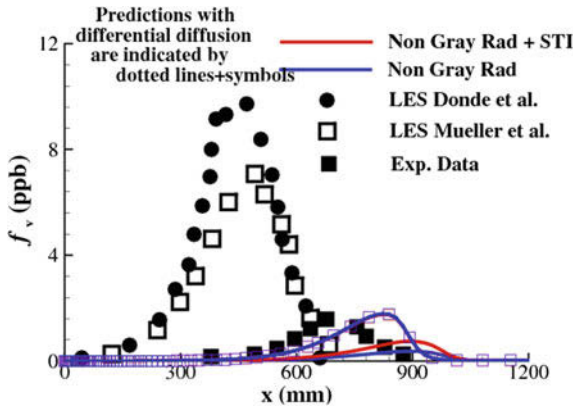 Predictions with
differential diffusion
are indicated by
dotted lines+symbols
Non Gray Rad + STI
Non Gray Rad
LES Donde et al.
LES Mueller et al.
Exp. Data
12
8
4
0
f v (ppb)
0 300 600 900 1200
x (mm)